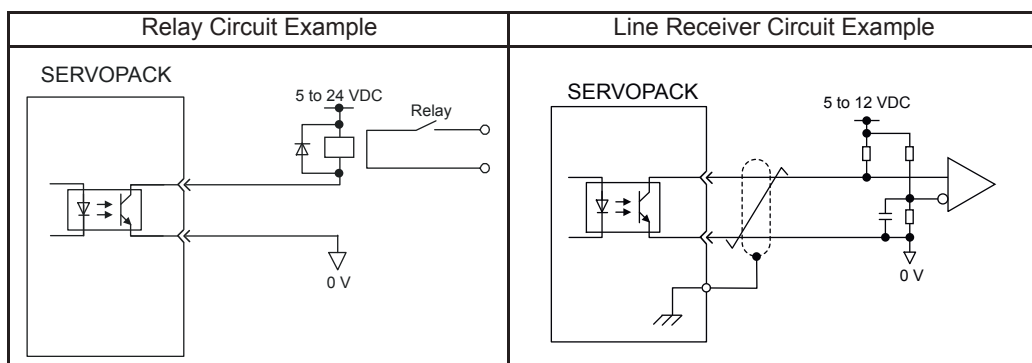 Relay Circuit Example
SERVOPACK
5 to 24 VDC
Relay
0 V
Line Receiver Circuit Example
SERVOPACK
5 to 12 VDC
0 V